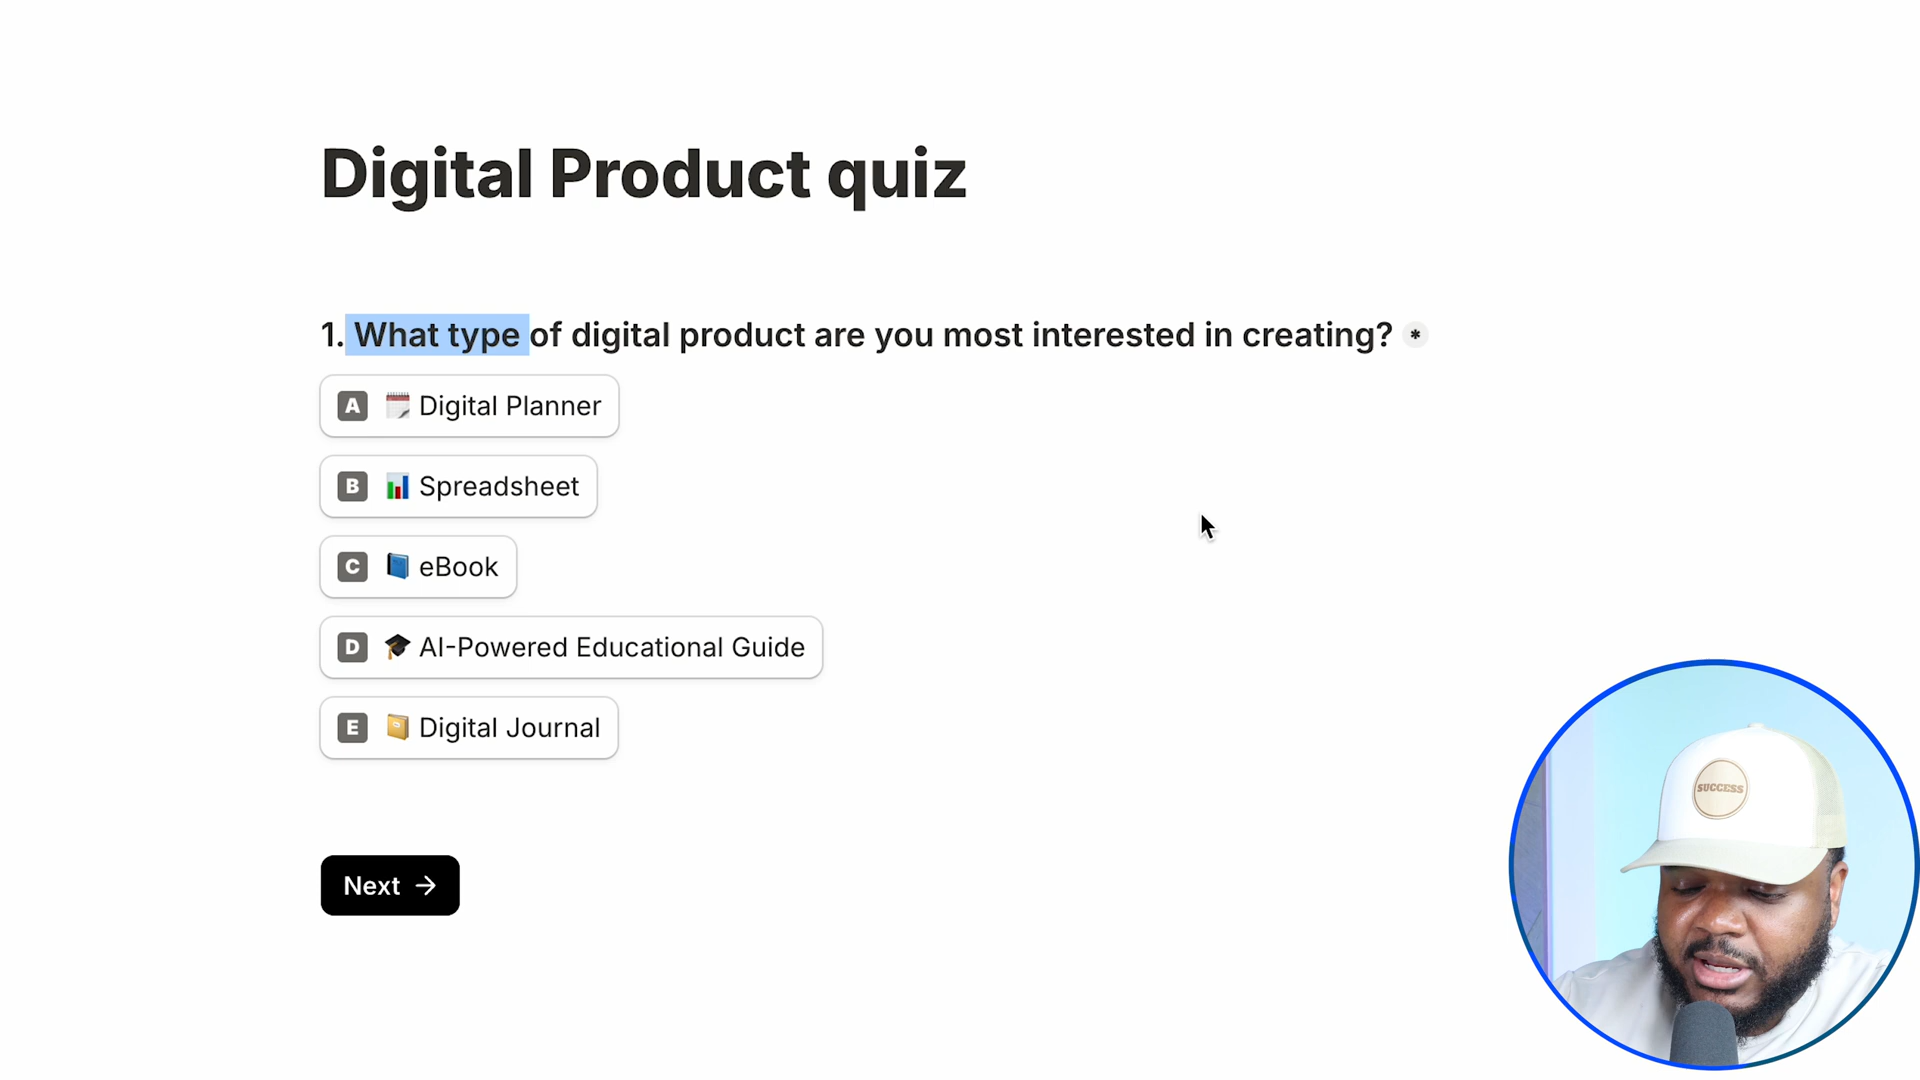 Digital Product quiz
1. What type of digital product are you most interested in creating? *
A 🗓️ Digital Planner
B 📊 Spreadsheet
C 📘 eBook
D 🎓 AI-Powered Educational Guide
E 📔 Digital Journal
Next →
SUCCESS